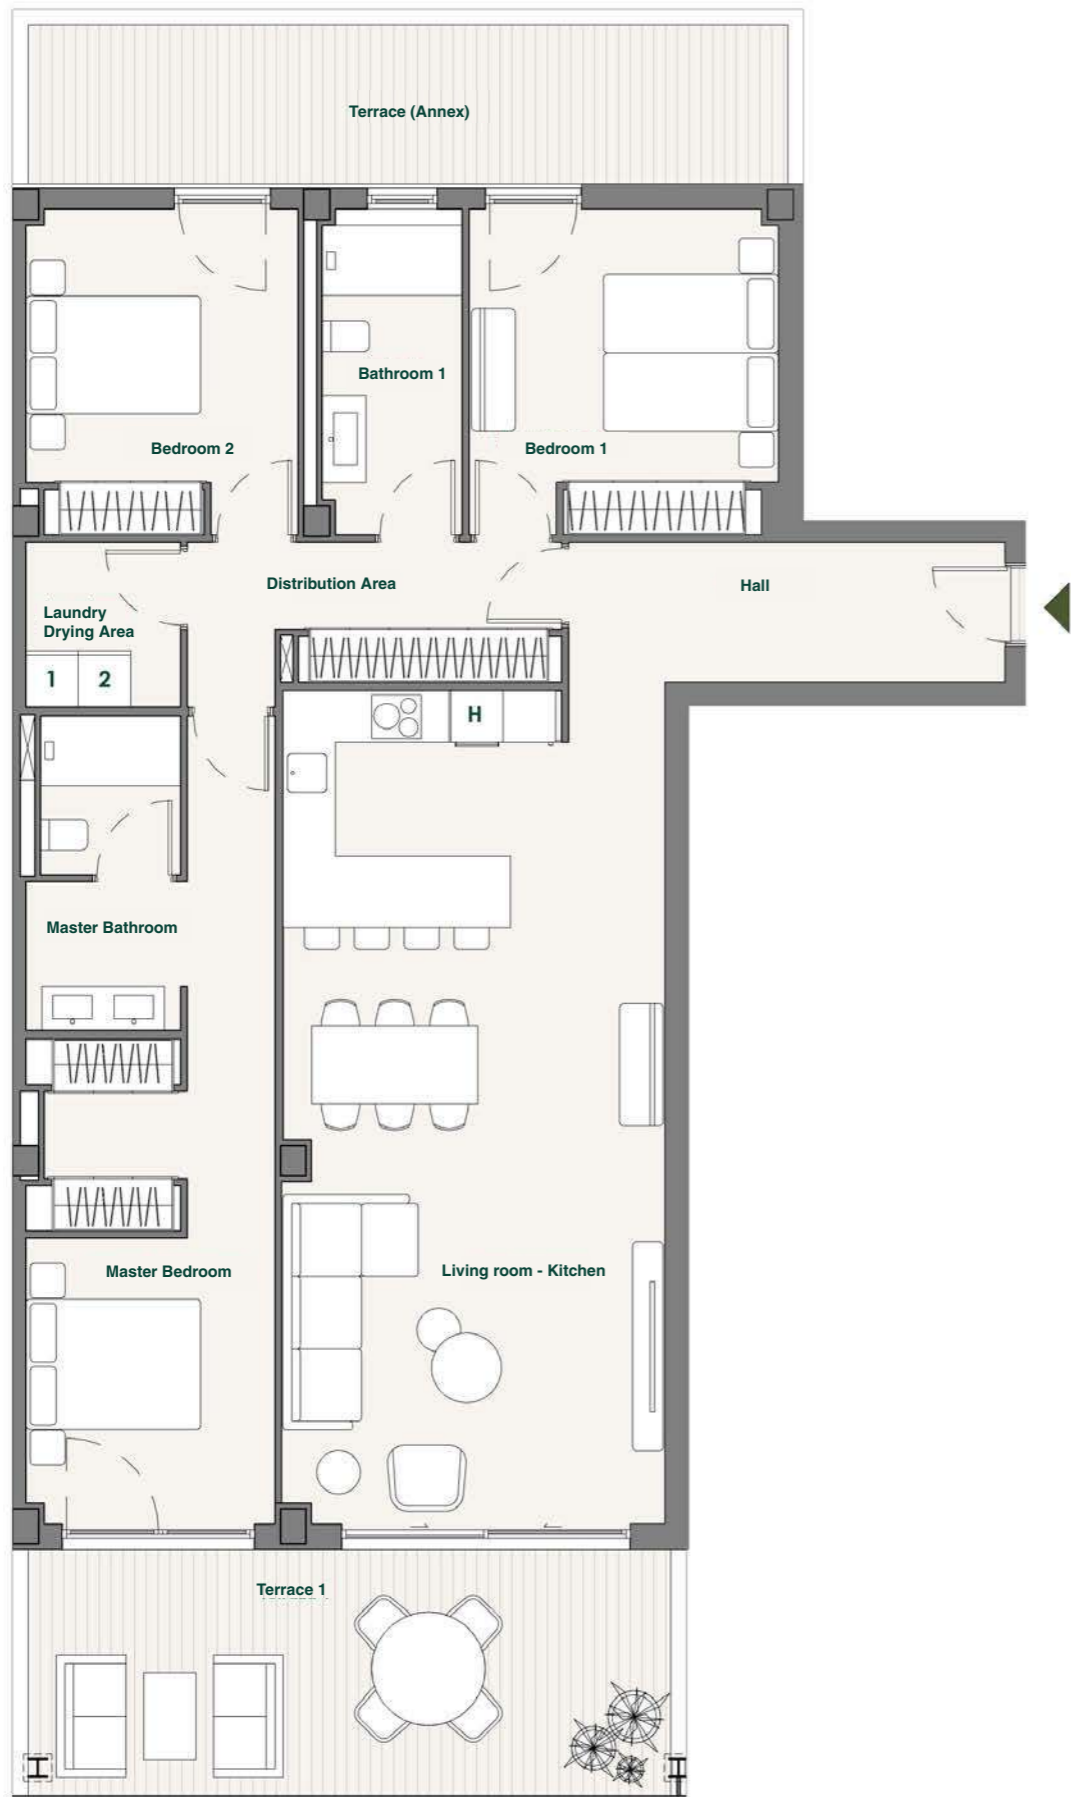 Terrace (Annex)
Bathroom 1
Bedroom 2
Bedroom 1
Distribution Area
Hall
Laundry
Drying Area
1
2
H
Master Bathroom
Master Bedroom
Living room - Kitchen
Terrace 1